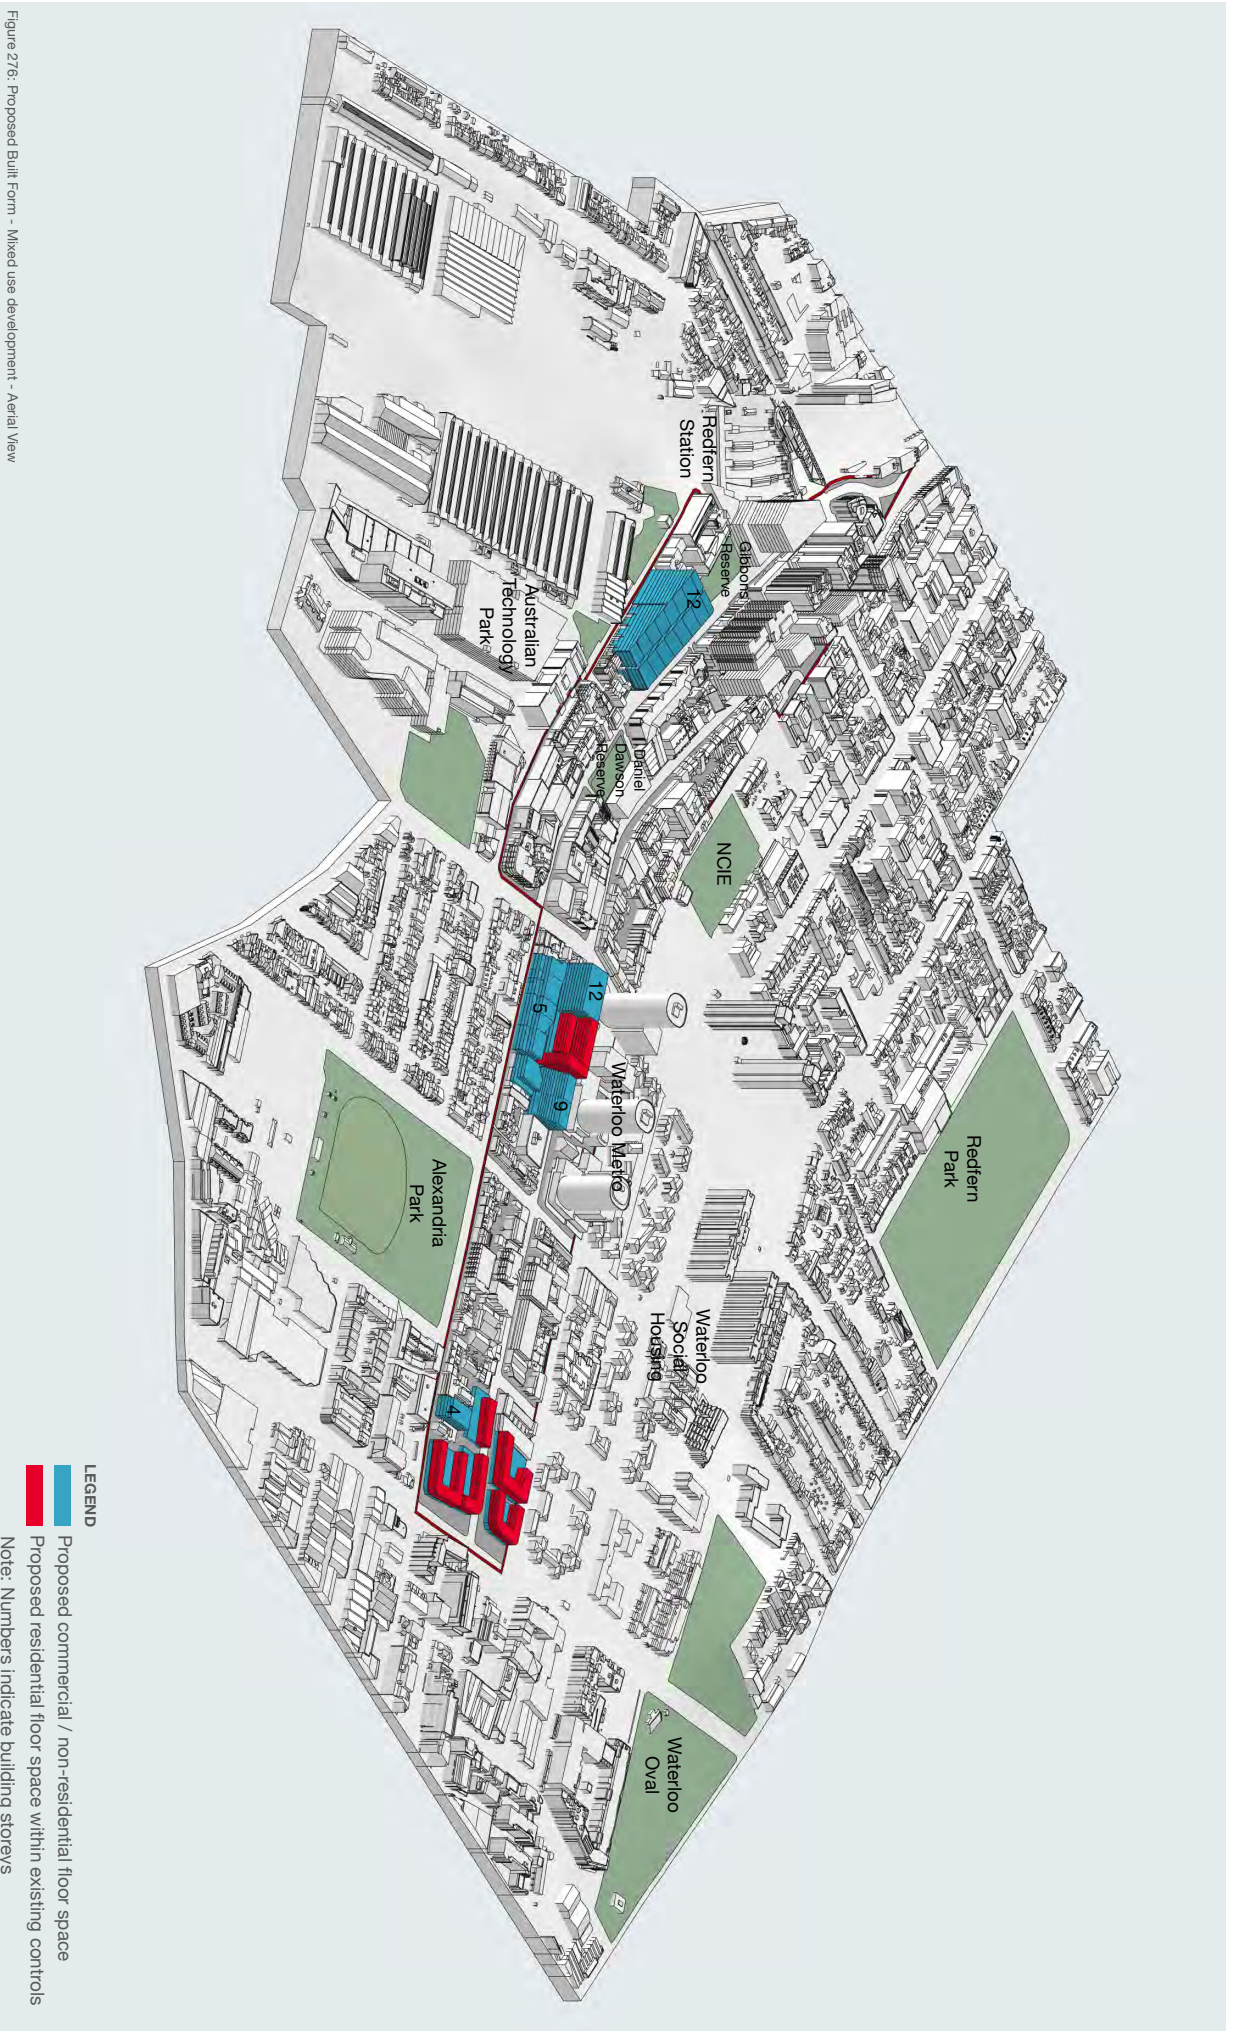 Redfern
Station
Gibbons
Reserve
12
Australian
Technology
Park
Daniel
Dawson
Reserve
NCIE
12
5
9
Waterloo Metro
Redfern
Park
Alexandria
Park
Waterloo
Social
Housing
4
Waterloo
Oval
LEGEND
Proposed commercial / non-residential floor space
Proposed residential floor space within existing controls
Note: Numbers indicate building storeys
Figure 276: Proposed Built Form - Mixed use development - Aerial View